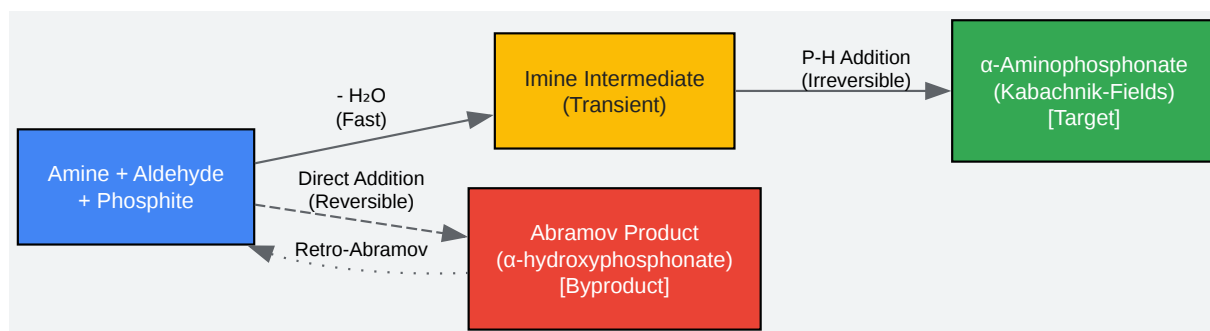 Amine + Aldehyde
+ Phosphite
- H₂O
(Fast)
Imine Intermediate
(Transient)
P-H Addition
(Irreversible)
α-Aminophosphonate
(Kabachnik-Fields)
[Target]
Direct Addition
(Reversible)
Retro-Abramov
Abramov Product
(α-hydroxyphosphonate)
[Byproduct]